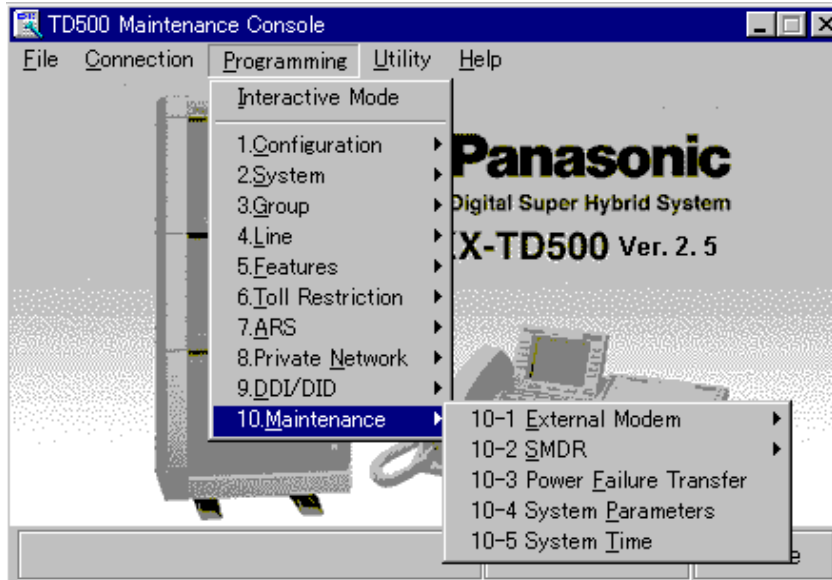 TD500 Maintenance Console
File Connection Programming Utility Help
Interactive Mode
1.Configuration
2.System
3.Group
4.Line
5.Features
6.Toll Restriction
7.ARS
8.Private Network
9.DDI/DID
10.Maintenance
Panasonic
Digital Super Hybrid System
X-TD500 Ver. 2.5
10-1 External Modem
10-2 SMDR
10-3 Power Failure Transfer
10-4 System Parameters
10-5 System Time